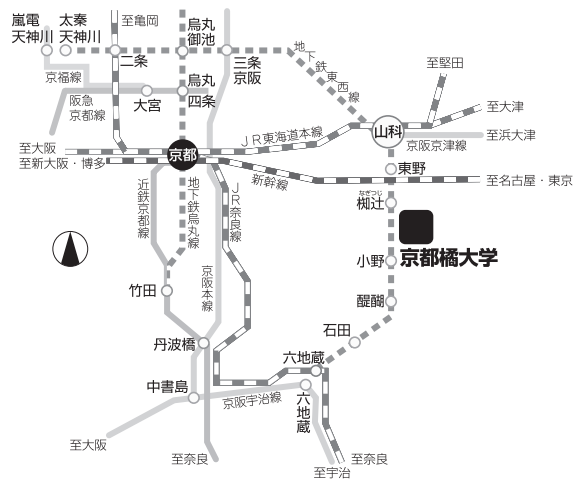 嵐電
天神川
太秦
天神川
至亀岡
烏丸
御池
二条
三条
京阪
地下鉄東西線
至堅田
京福線
阪急
京都線
大宮
烏丸
四条
至大津
山科
至浜大津
京阪京津線
JR東海道本線
至大阪
至新大阪・博多
京都
東野
新幹線
至名古屋・東京
なぎつじ
椥辻
近鉄京都線
地下鉄烏丸線
JR奈良線
京都橘大学
小野
京阪本線
竹田
醍醐
石田
丹波橋
六地蔵
中書島
京阪宇治線
六地蔵
至大阪
至奈良
至奈良
至宇治